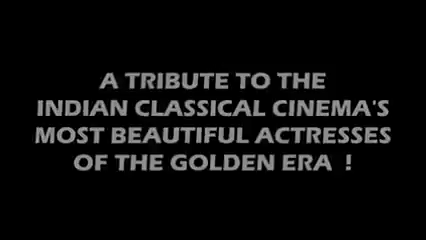 A TRIBUTE TO THE
INDIAN CLASSICAL CINEMA'S
MOST BEAUTIFUL ACTRESSES
OF THE GOLDEN ERA !